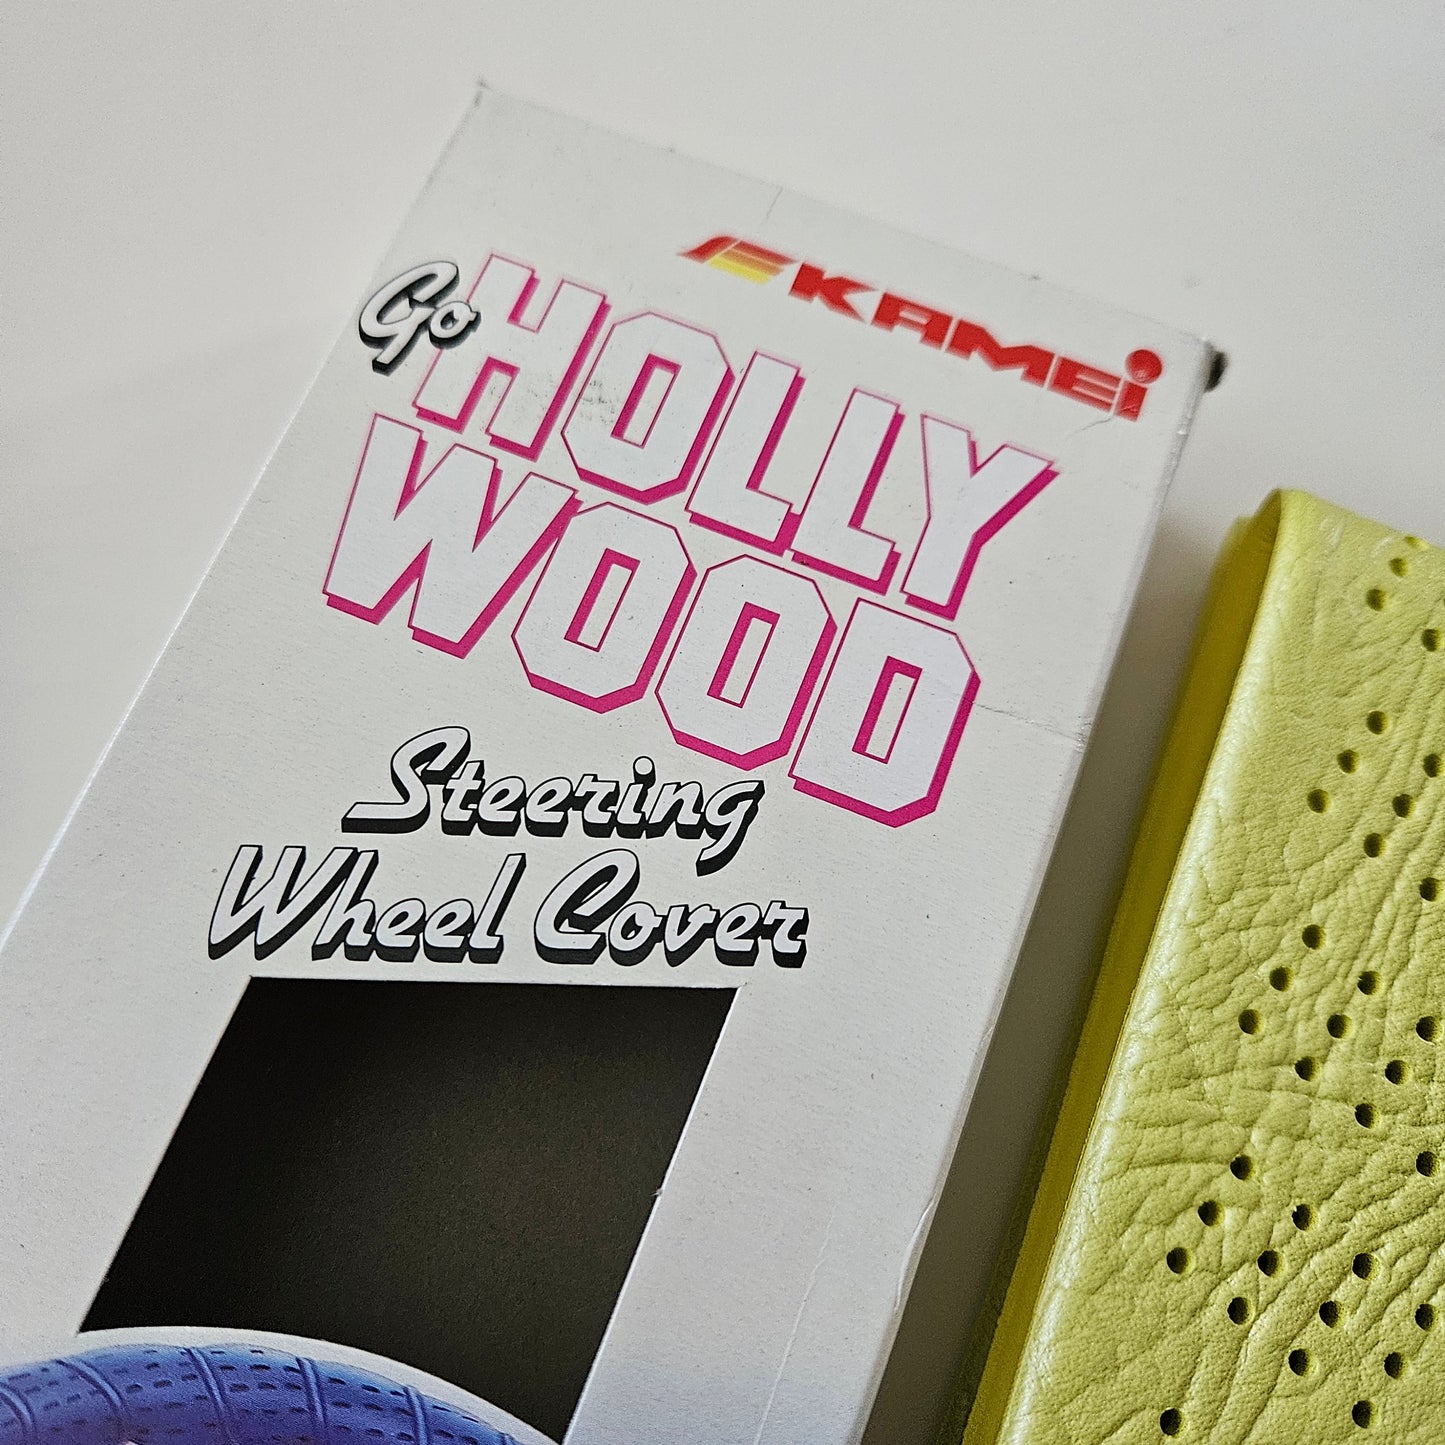 KAMEI
Go HOLLY
WOOD
Steering
Wheel Cover